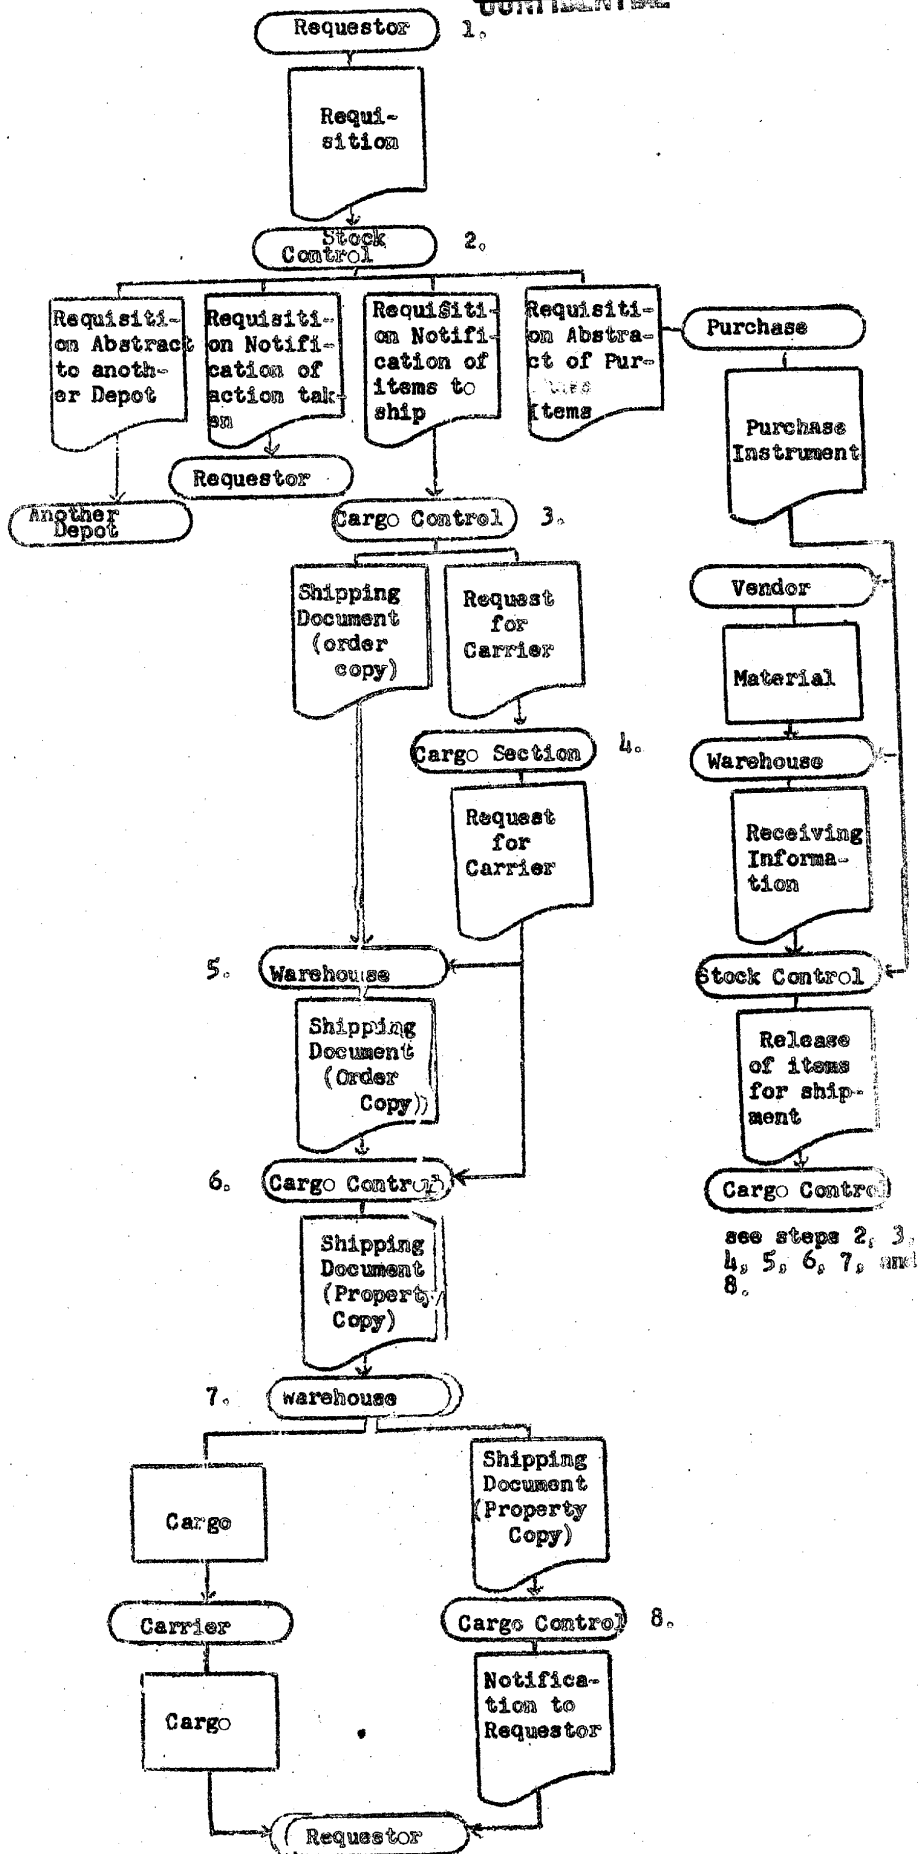 CONFIDENTIAL
Requestor 1.
Requi-
sition
Stock
Control 2.
Requisiti-
on Abstract
to anoth-
er Depot
Requisiti-
on Notifi-
cation of
action tak-
en
Requisiti-
on Notifi-
cation of
items to
ship
Requisiti-
on Abstra-
ct of Pur-
Items
Purchase
Purchase
Instrument
Requestor
Another
Depot
Cargo Control 3.
Shipping
Document
(order
copy)
Request
for
Carrier
Vendor
Material
Cargo Section 4.
Warehouse
Request
for
Carrier
Receiving
Informa-
tion
5. Warehouse
Stock Control
Shipping
Document
(Order
Copy)
Release
of items
for ship-
ment
6. Cargo Control
Cargo Control
see steps 2, 3,
4, 5, 6, 7, and
8.
Shipping
Document
(Property
Copy)
7. Warehouse
Cargo
Shipping
Document
(Property
Copy)
Carrier
Cargo Control 8.
Cargo
Notifica-
tion to
Requestor
Requestor